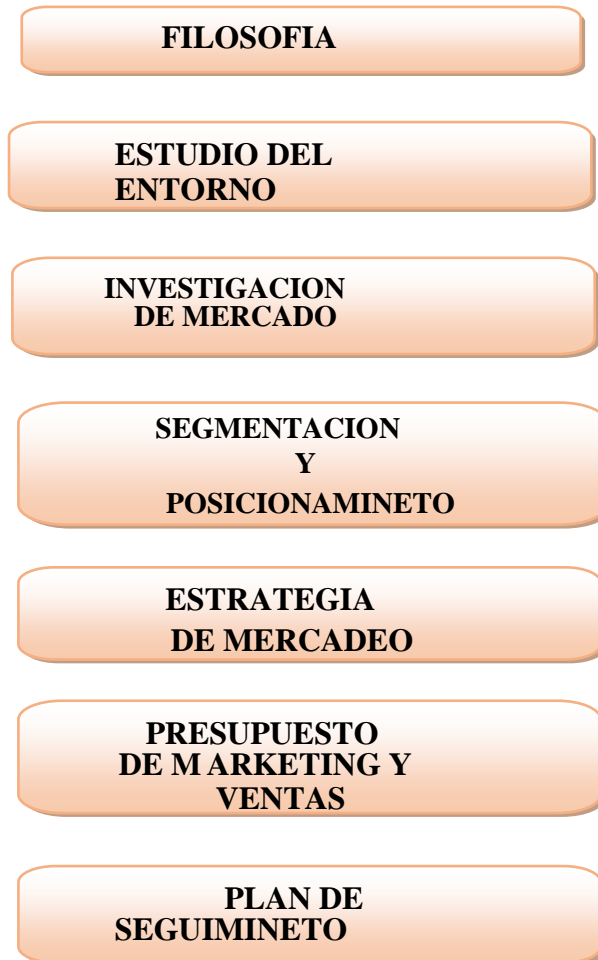 FILOSOFIA
ESTUDIO DEL
ENTORNO
INVESTIGACION
DE MERCADO
SEGMENTACION
Y
POSICIONAMINETO
ESTRATEGIA
DE MERCADEO
PRESUPUESTO
DE M ARKETING Y
VENTAS
PLAN DE
SEGUIMINETO